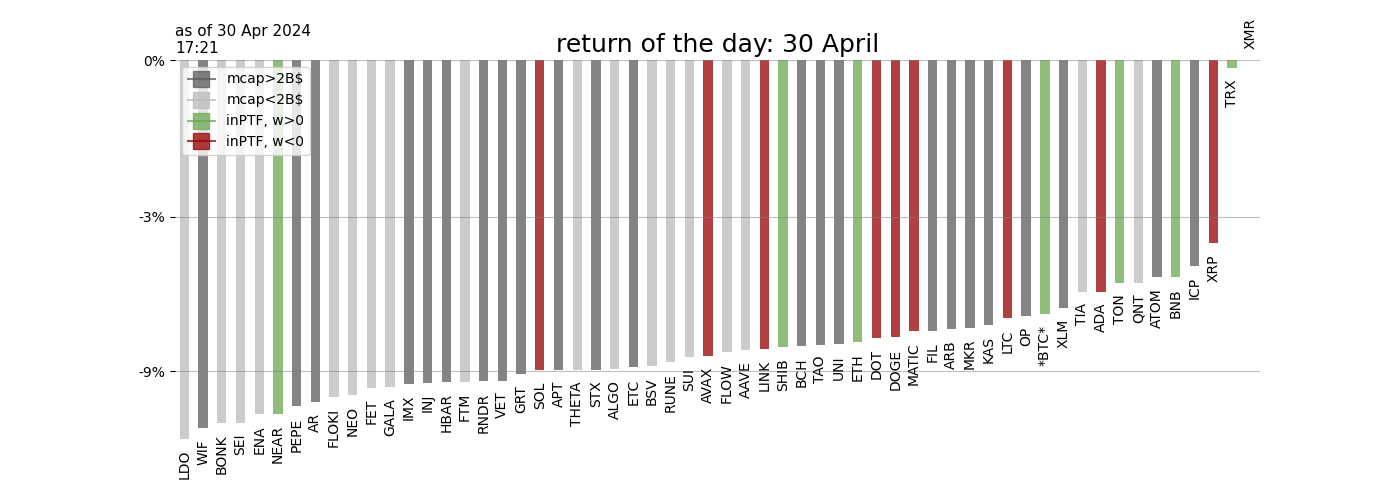 as of 30 Apr 2024
17:21
return of the day: 30 April
XMR
0%
mcap>2B$
mcap<2B$
inPTF, w>0
inPTF, w<0
TRX
-3%
-9%
LDO
WIF
BONK
SEI
ENA
NEAR
PEPE
AR
FLOKI
NEO
FET
GALA
IMX
INJ
HBAR
FTM
RNDR
VET
GRT
SOL
APT
THETA
STX
ALGO
ETC
BSV
RUNE
SUI
AVAX
FLOW
AAVE
LINK
SHIB
BCH
TAO
UNI
ETH
DOT
DOGE
MATIC
FIL
ARB
MKR
KAS
LTC
OP
*BTC*
XLM
TIA
ADA
TON
QNT
ATOM
BNB
ICP
XRP